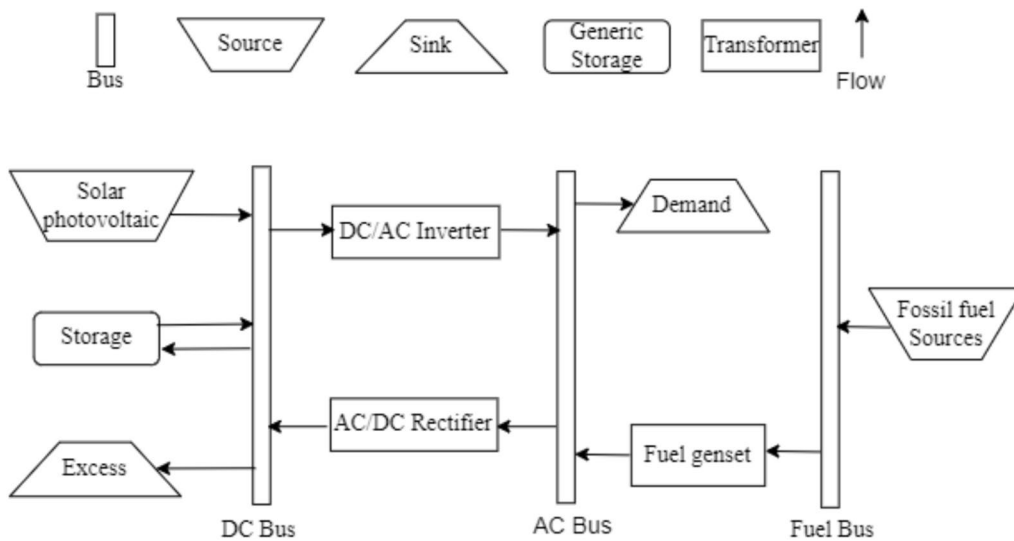 Bus
Source
Sink
Generic
Storage
Transformer
Flow
Solar
photovoltaic
DC/AC Inverter
Demand
Storage
Fossil fuel
Sources
AC/DC Rectifier
Fuel genset
Excess
DC Bus
AC Bus
Fuel Bus